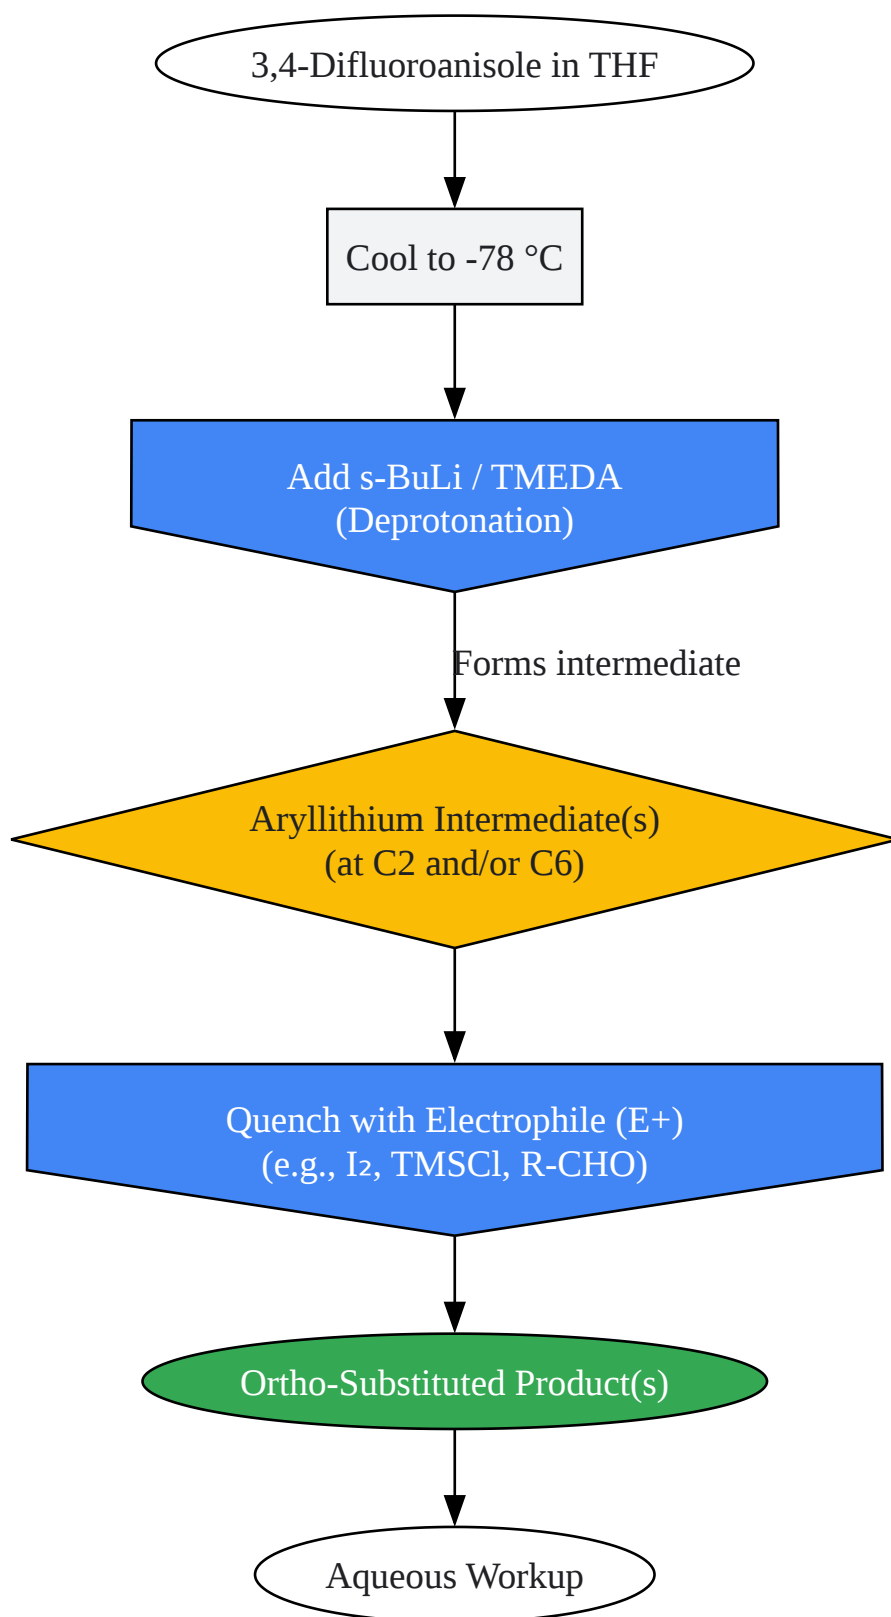 3,4-Difluoroanisole in THF
Cool to -78 °C
Add s-BuLi / TMEDA
(Deprotonation)
Forms intermediate
Aryllithium Intermediate(s)
(at C2 and/or C6)
Quench with Electrophile (E+)
(e.g., I₂, TMSCl, R-CHO)
Ortho-Substituted Product(s)
Aqueous Workup